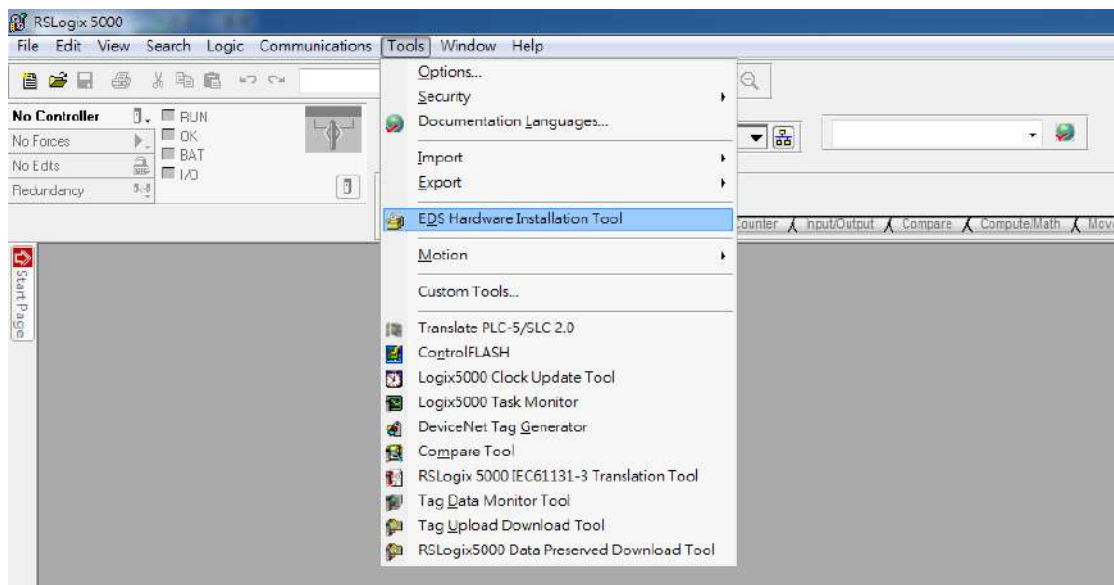 RSLogix 5000
File Edit View Search Logic Communications Tools Window Help
No Controller
RUN
No Forces
OK
No Edits
BAT
Redundancy
I/O
Options...
Security
Documentation Languages...
Import
Export
EDS Hardware Installation Tool
Motion
Custom Tools...
Translate PLC-5/SLC 2.0
ControlFLASH
Logix5000 Clock Update Tool
Logix5000 Task Monitor
DeviceNet Tag Generator
Compare Tool
RSLogix 5000 IEC61131-3 Translation Tool
Tag Data Monitor Tool
Tag Upload Download Tool
RSLogix5000 Data Preserved Download Tool
Input/Output Compare Compute/Math
Start Page